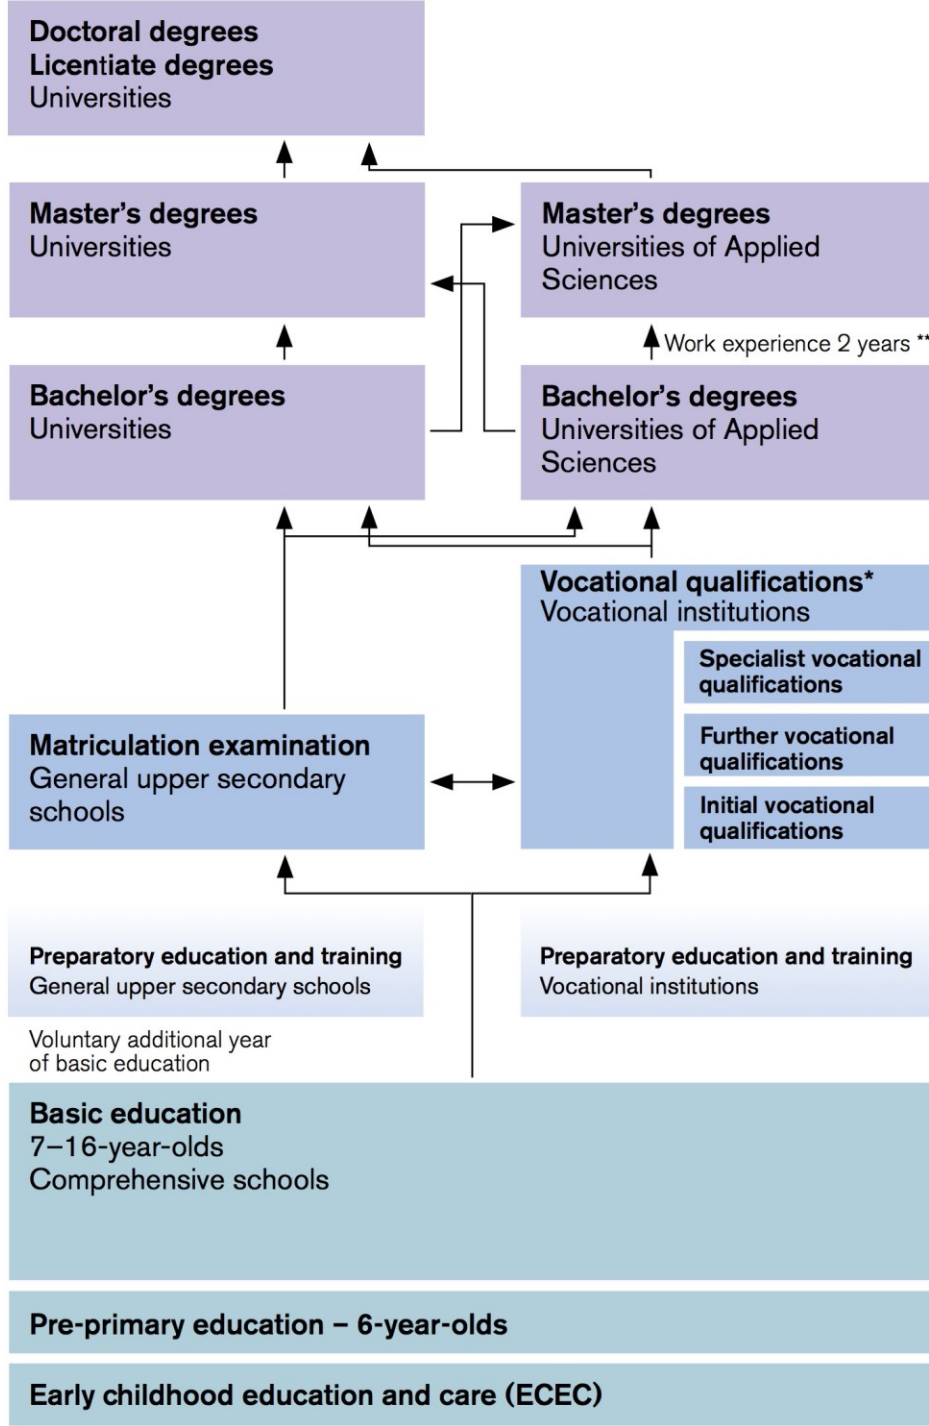 Doctoral degrees
Licentiate degrees
Universities
Master's degrees
Universities
Master's degrees
Universities of Applied
Sciences
Work experience 2 years **
Bachelor's degrees
Universities
Bachelor's degrees
Universities of Applied
Sciences
Vocational qualifications*
Vocational institutions
Specialist vocational
qualifications
Further vocational
qualifications
Initial vocational
qualifications
Matriculation examination
General upper secondary
schools
Preparatory education and training
General upper secondary schools
Preparatory education and training
Vocational institutions
Voluntary additional year
of basic education
Basic education
7–16-year-olds
Comprehensive schools
Pre-primary education – 6-year-olds
Early childhood education and care (ECEC)